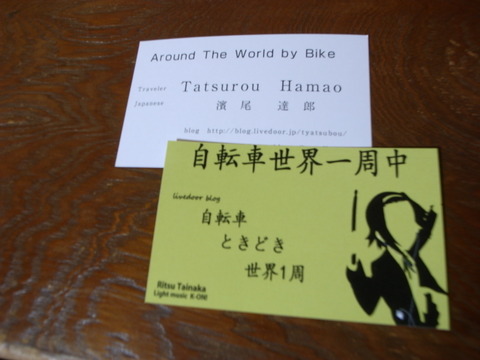 Around The World by Bike
Traveler
Tatsurou Hamao
Japanese
濱尾 達郎
blog http://blog.livedoor.jp/tyatsubou/
自転車世界一周中
livedoor blog
自転車
ときどき
世界1周
Ritsu Tainaka
Light music K-ON!